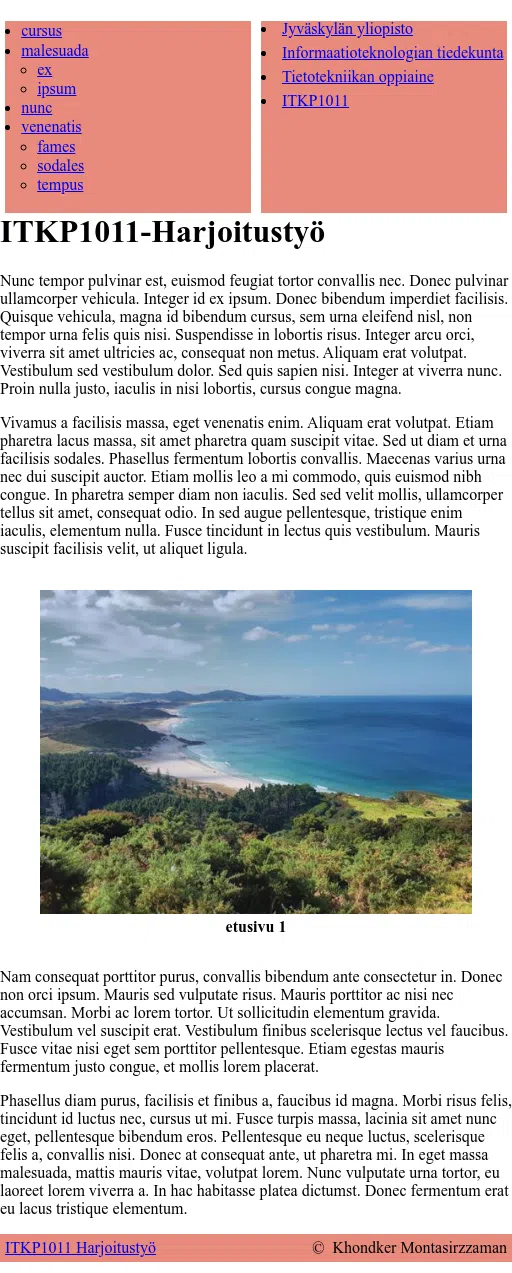 cursus
malesuada
ex
ipsum
nunc
venenatis
fames
sodales
tempus
Jyväskylän yliopisto
Informaatioteknologian tiedekunta
Tietotekniikan oppiaine
ITKP1011
ITKP1011-Harjoitustyö
Nunc tempor pulvinar est, euismod feugiat tortor convallis nec. Donec pulvinar
ullamcorper vehicula. Integer id ex ipsum. Donec bibendum imperdiet facilisis.
Quisque vehicula, magna id bibendum cursus, sem urna eleifend nisl, non
tempor urna felis quis nisi. Suspendisse in lobortis risus. Integer arcu orci,
viverra sit amet ultricies ac, consequat non metus. Aliquam erat volutpat.
Vestibulum sed vestibulum dolor. Sed quis sapien nisi. Integer at viverra nunc.
Proin nulla justo, iaculis in nisi lobortis, cursus congue magna.
Vivamus a facilisis massa, eget venenatis enim. Aliquam erat volutpat. Etiam
pharetra lacus massa, sit amet pharetra quam suscipit vitae. Sed ut diam et urna
facilisis sodales. Phasellus fermentum lobortis convallis. Maecenas varius urna
nec dui suscipit auctor. Etiam mollis leo a mi commodo, quis euismod nibh
congue. In pharetra semper diam non iaculis. Sed sed velit mollis, ullamcorper
tellus sit amet, consequat odio. In sed augue pellentesque, tristique enim
iaculis, elementum nulla. Fusce tincidunt in lectus quis vestibulum. Mauris
suscipit facilisis velit, ut aliquet ligula.
etusivu 1
Nam consequat porttitor purus, convallis bibendum ante consectetur in. Donec
non orci ipsum. Mauris sed vulputate risus. Mauris porttitor ac nisi nec
accumsan. Morbi ac lorem tortor. Ut sollicitudin elementum gravida.
Vestibulum vel suscipit erat. Vestibulum finibus scelerisque lectus vel faucibus.
Fusce vitae nisi eget sem porttitor pellentesque. Etiam egestas mauris
fermentum justo congue, et mollis lorem placerat.
Phasellus diam purus, facilisis et finibus a, faucibus id magna. Morbi risus felis,
tincidunt id luctus nec, cursus ut mi. Fusce turpis massa, lacinia sit amet nunc
eget, pellentesque bibendum eros. Pellentesque eu neque luctus, scelerisque
felis a, convallis nisi. Donec at consequat ante, ut pharetra mi. In eget massa
malesuada, mattis mauris vitae, volutpat lorem. Nunc vulputate urna tortor, eu
laoreet lorem viverra a. In hac habitasse platea dictumst. Donec fermentum erat
eu lacus tristique elementum.
ITKP1011 Harjoitustyö
© Khondker Montasirzzaman